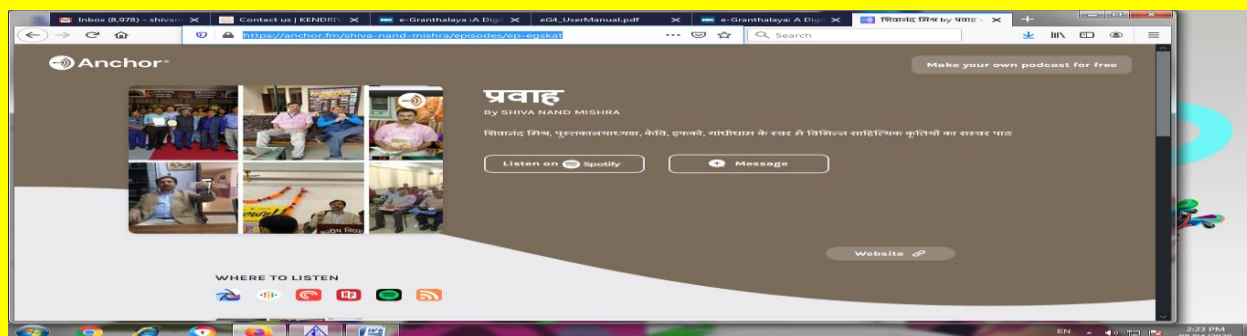 Inbox (8,978) - shivan
Contact us | KENDRIY
e-Granthalaya :A Digi
eG4_UserManual.pdf
e-Granthalaya: A Digi
शिवानंद मिश्र by प्रवाह -
https://anchor.fm/shiva-nand-mishra/episodes/ep-egskat
Search
Anchor
Make your own podcast for free
प्रवाह
By SHIVA NAND MISHRA
शिवानंद मिश्र, पुस्तकालयाध्यक्ष, केवि, इफको, गांधीधाम के स्वर में विभिन्न साहित्यिक कृतियों का सस्वर पाठ
Listen on Spotify
Message
Website
WHERE TO LISTEN
EN
2:23 PM